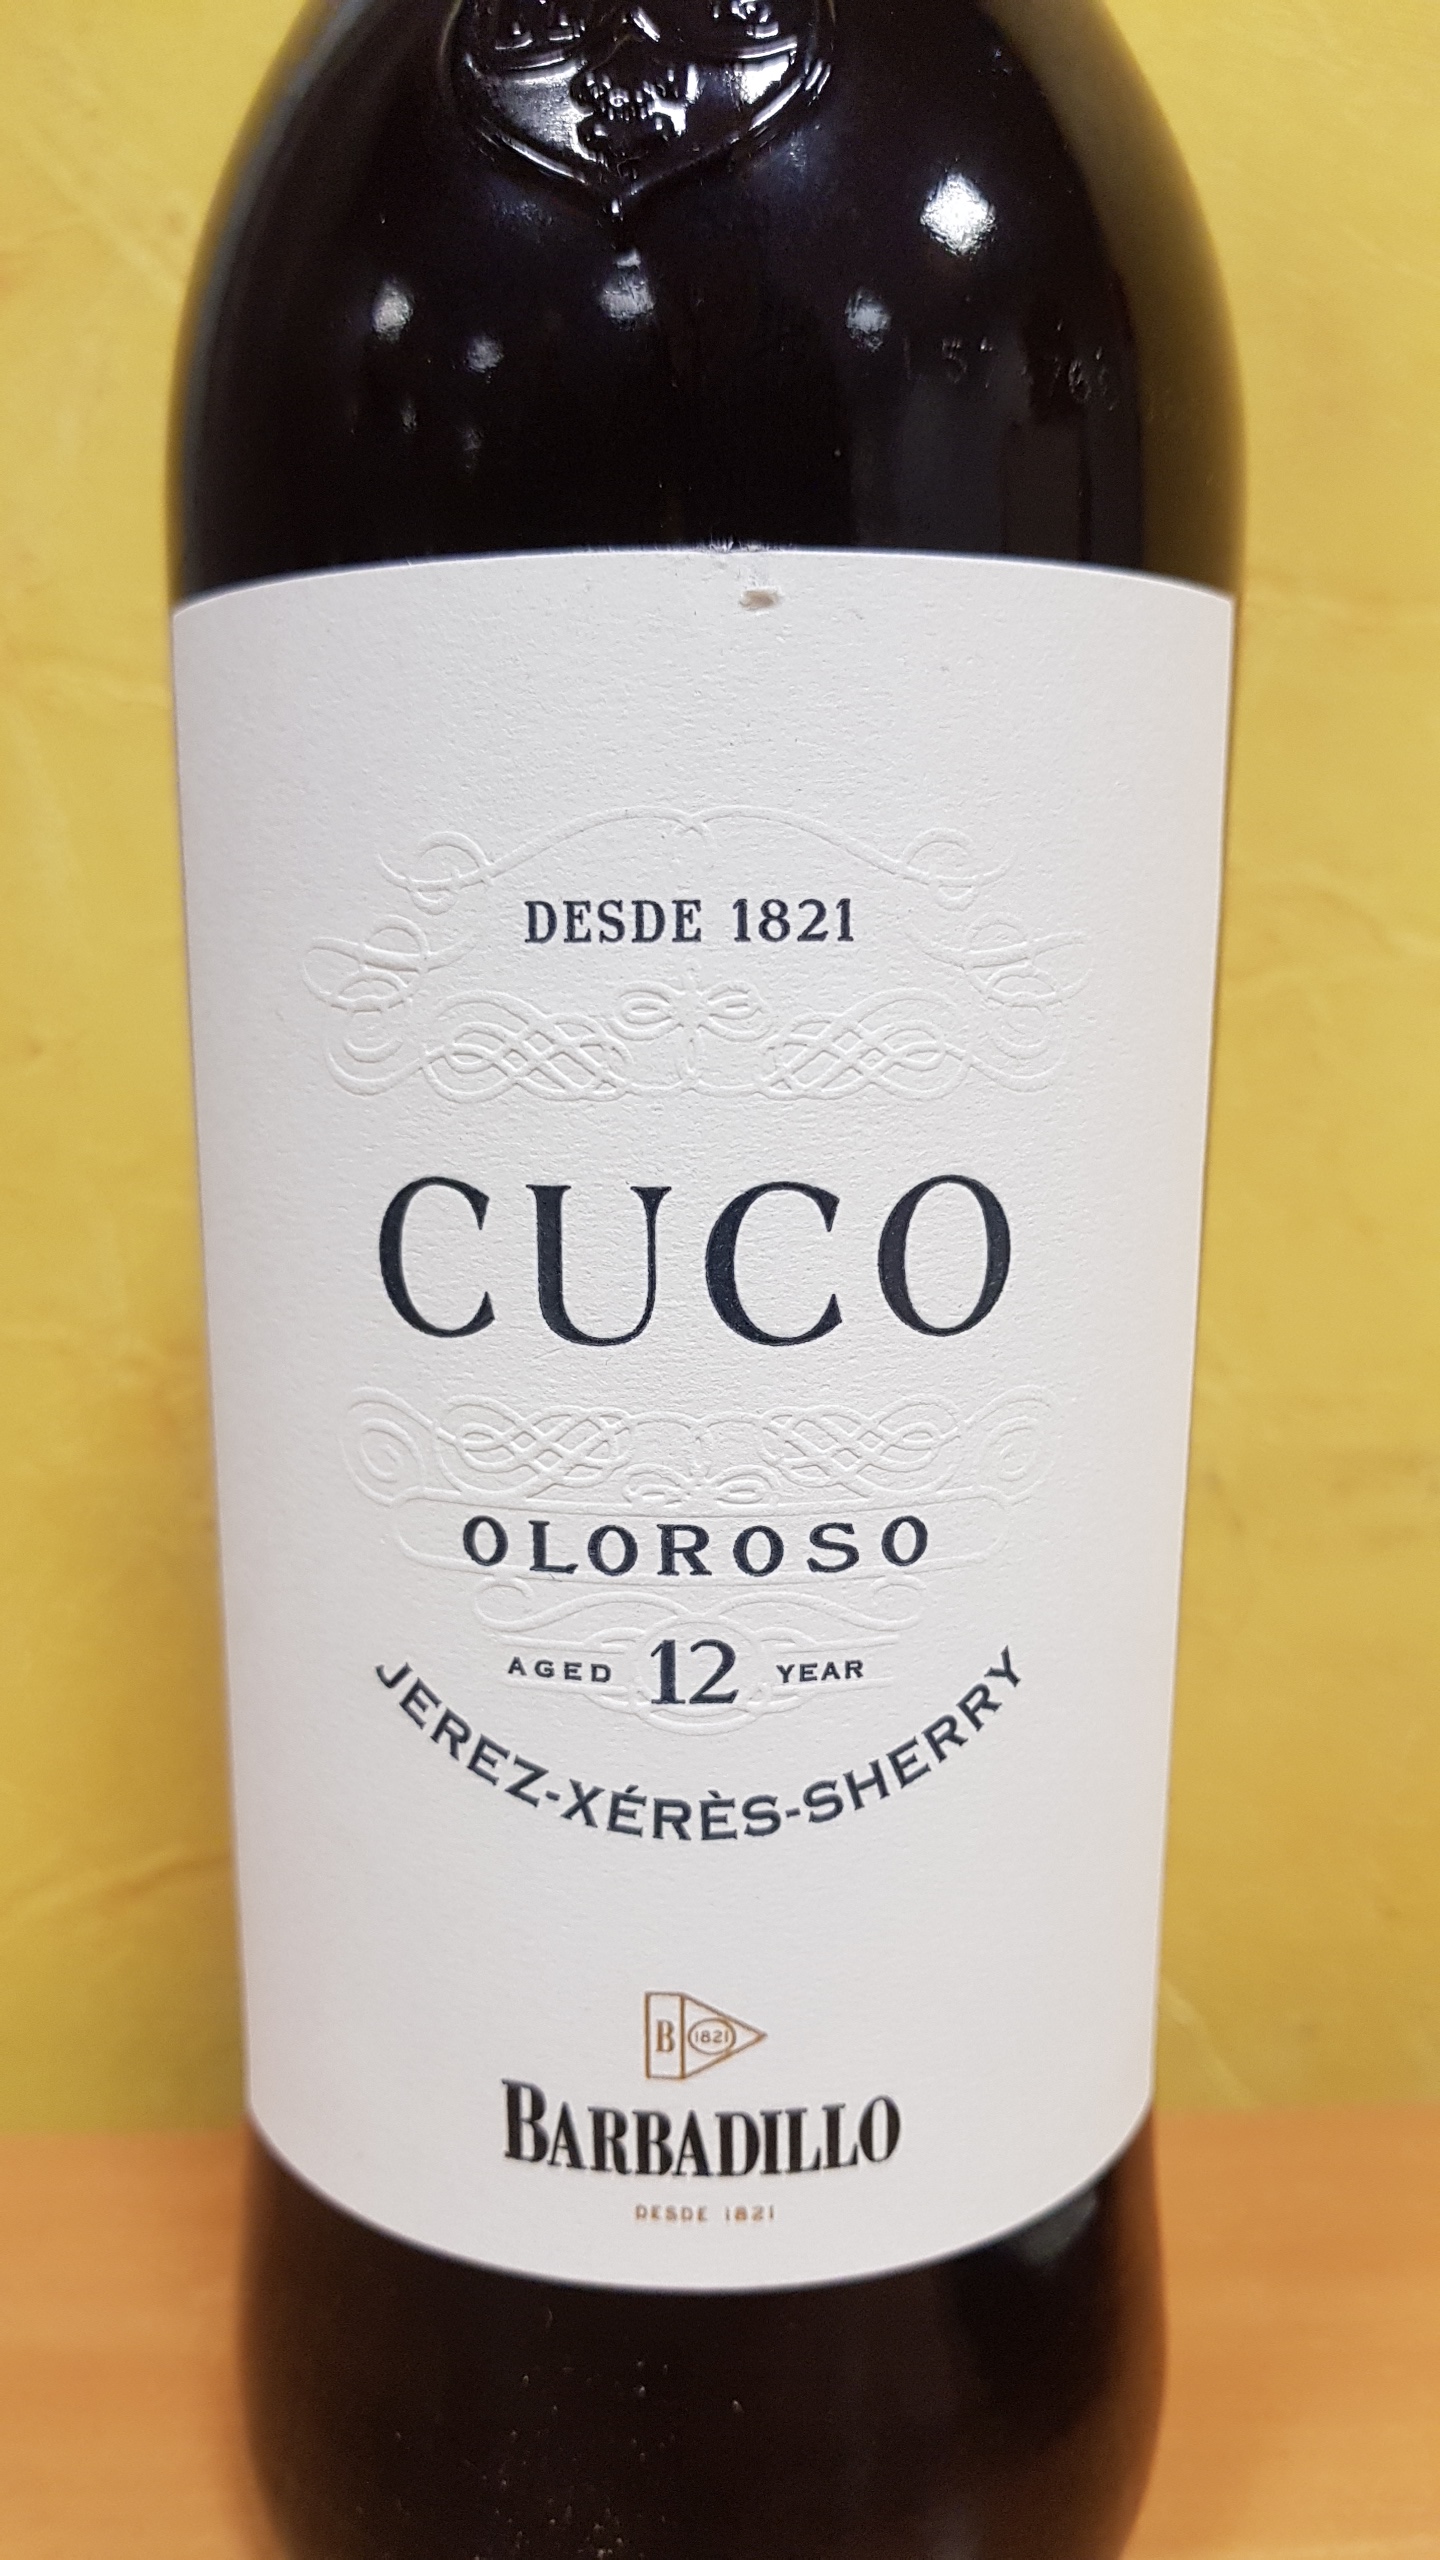 DESDE 1821
CUCO
OLOROSO
AGED 12 YEAR
JEREZ-XÉRÈS-SHERRY
B 1821
BARBADILLO
DESDE 1821